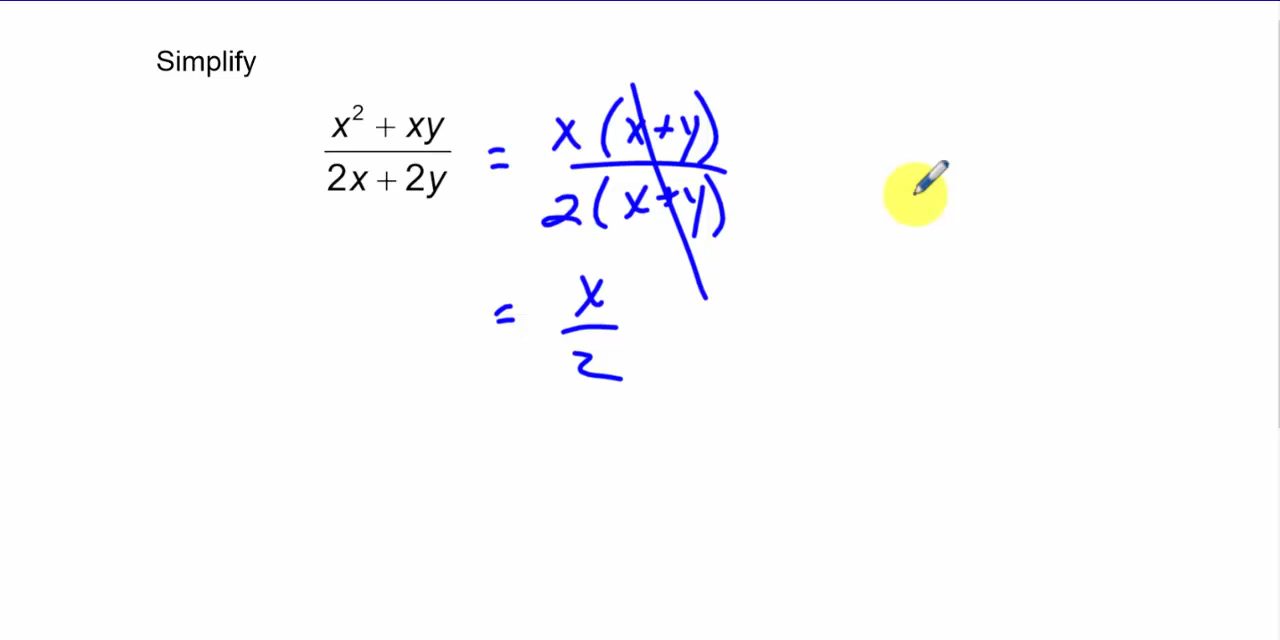 Simplify
x² + xy / 2x + 2y = x (x+y) / 2 (x+y)
= x / 2